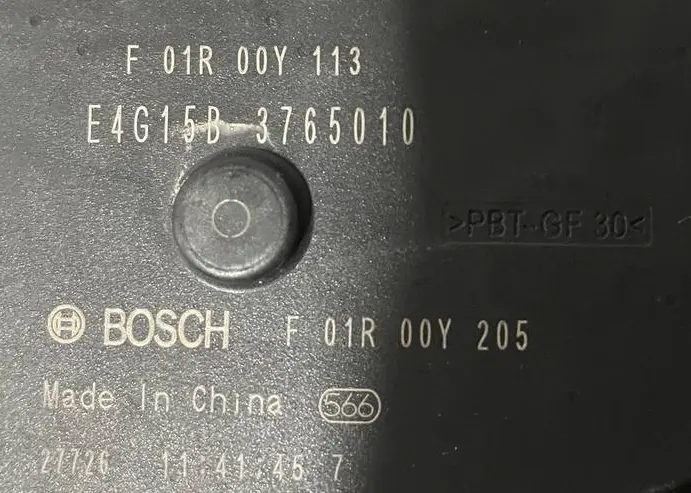 F 01R 00Y 113
E4G15B-3765010
>PBT-GF 30<
BOSCH F 01R 00Y 205
Made In China 566
27726 11:41:46 7